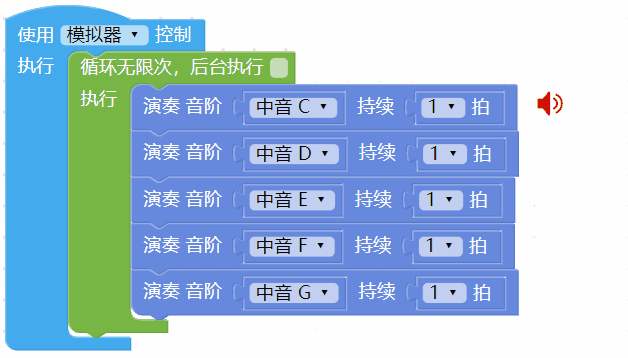 使用 模拟器 控制
执行 循环无限次，后台执行
执行 演奏 音阶 中音 C 持续 1 拍
演奏 音阶 中音 D 持续 1 拍
演奏 音阶 中音 E 持续 1 拍
演奏 音阶 中音 F 持续 1 拍
演奏 音阶 中音 G 持续 1 拍